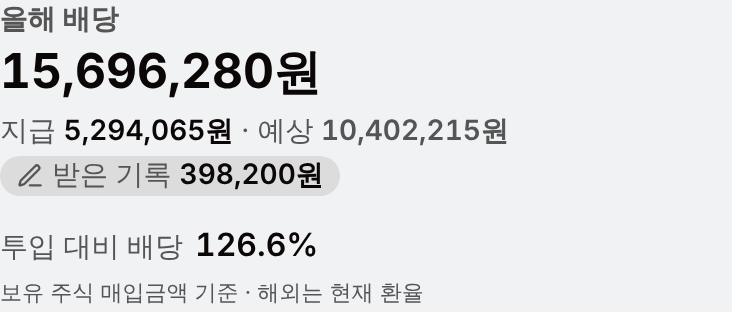 올해 배당
15,696,280원
지급 5,294,065원 · 예상 10,402,215원
받은 기록 398,200원
투입 대비 배당 126.6%
보유 주식 매입금액 기준 · 해외는 현재 환율